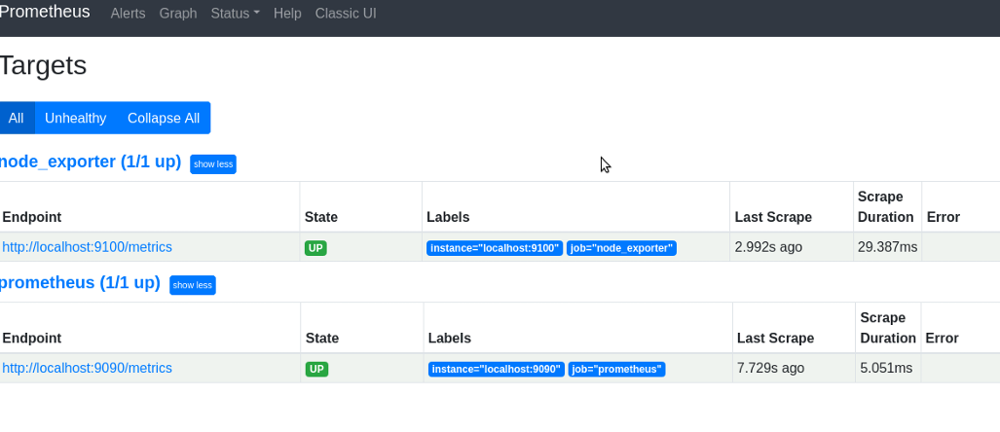 Prometheus Alerts Graph Status Help Classic UI
Targets
All Unhealthy Collapse All
node_exporter (1/1 up) show less
Endpoint State Labels Last Scrape Scrape Duration Error
http://localhost:9100/metrics UP instance="localhost:9100" job="node_exporter" 2.992s ago 29.387ms
prometheus (1/1 up) show less
Endpoint State Labels Last Scrape Scrape Duration Error
http://localhost:9090/metrics UP instance="localhost:9090" job="prometheus" 7.729s ago 5.051ms